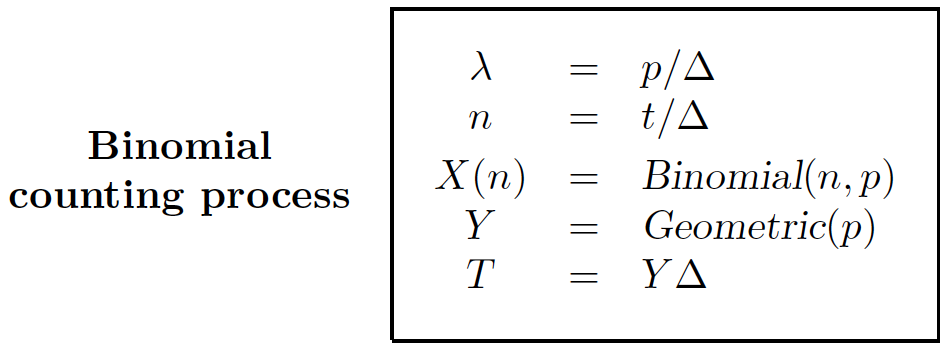 Binomial
counting process
λ = p/Δ
n = t/Δ
X(n) = Binomial(n, p)
Y = Geometric(p)
T = YΔ